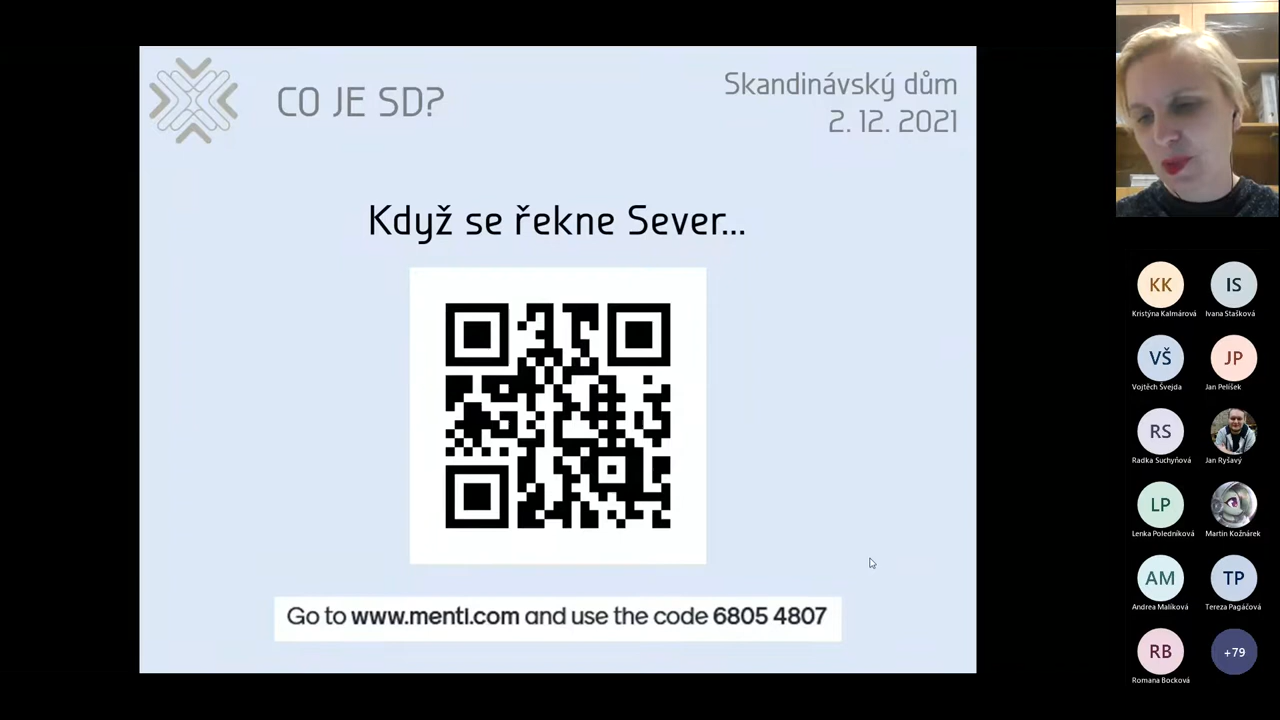 CO JE SD?
Skandinávský dům
2. 12. 2021
Když se řekne Sever...
Go to www.menti.com and use the code 6805 4807
KK
IS
Kristýna Kalmárová
Ivana Stašková
VŠ
JP
Vojtěch Švejda
Jan Pelíšek
RS
Radka Suchyňová
Jan Ryšavý
LP
Lenka Poledníková
Martin Kožnárek
AM
TP
Andrea Malíková
Tereza Pagáčová
RB
+79
Romana Bocková